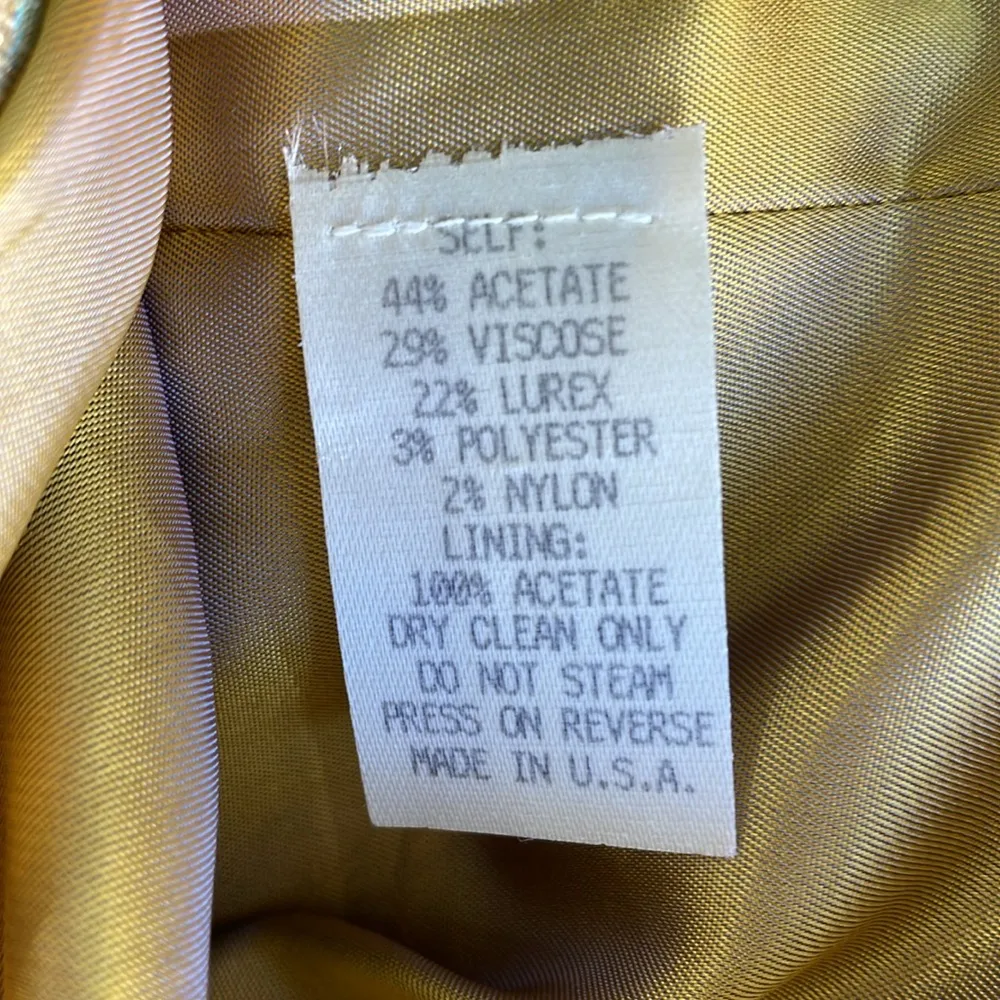 SELF:
44% ACETATE
29% VISCOSE
22% LUREX
3% POLYESTER
2% NYLON
LINING:
100% ACETATE
DRY CLEAN ONLY
DO NOT STEAM
PRESS ON REVERSE
MADE IN U.S.A.